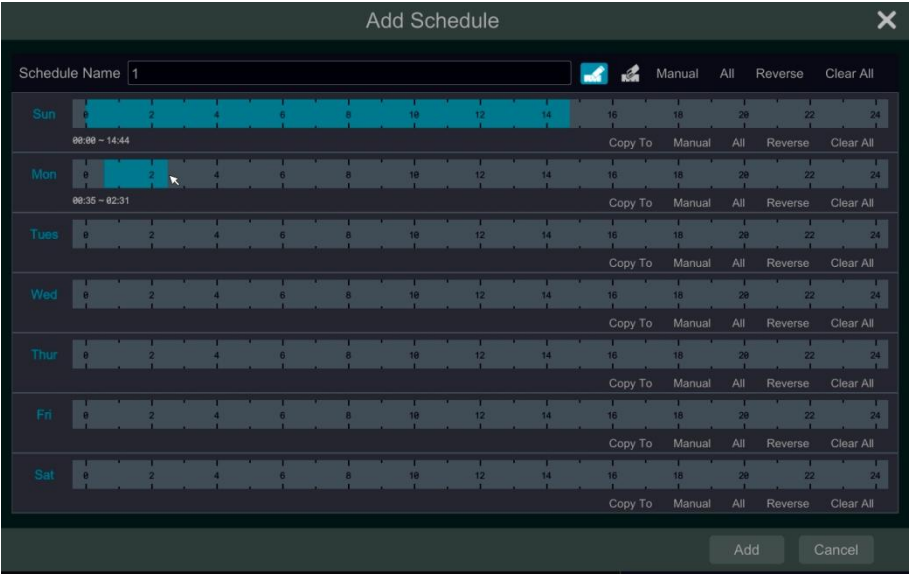 Add Schedule
Schedule Name 1 Manual All Reverse Clear All
Sun 0 2 4 6 8 10 12 14 16 18 20 22 24
00:00 ~ 14:44 Copy To Manual All Reverse Clear All
Mon 0 2 4 6 8 10 12 14 16 18 20 22 24
00:35 ~ 02:31 Copy To Manual All Reverse Clear All
Tues 0 2 4 6 8 10 12 14 16 18 20 22 24
Copy To Manual All Reverse Clear All
Wed 0 2 4 6 8 10 12 14 16 18 20 22 24
Copy To Manual All Reverse Clear All
Thur 0 2 4 6 8 10 12 14 16 18 20 22 24
Copy To Manual All Reverse Clear All
Fri 0 2 4 6 8 10 12 14 16 18 20 22 24
Copy To Manual All Reverse Clear All
Sat 0 2 4 6 8 10 12 14 16 18 20 22 24
Copy To Manual All Reverse Clear All
Add Cancel